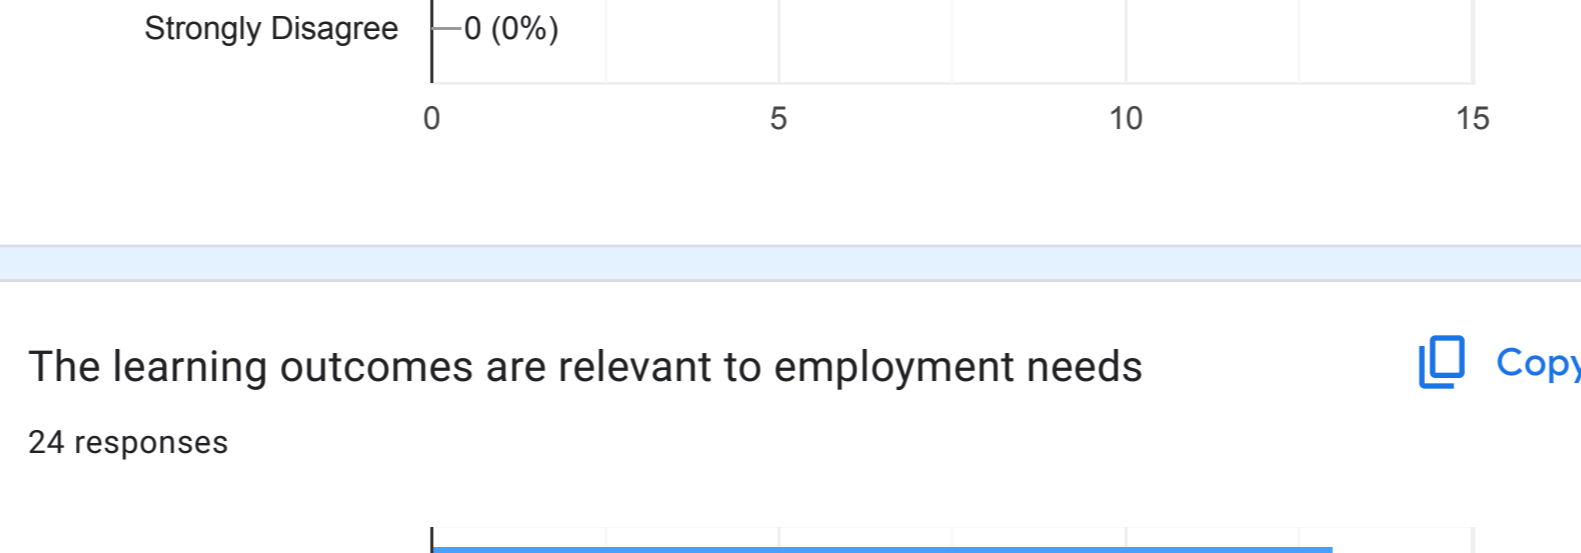 Strongly Disagree 0 (0%)
0 5 10 15
The learning outcomes are relevant to employment needs
Copy
24 responses